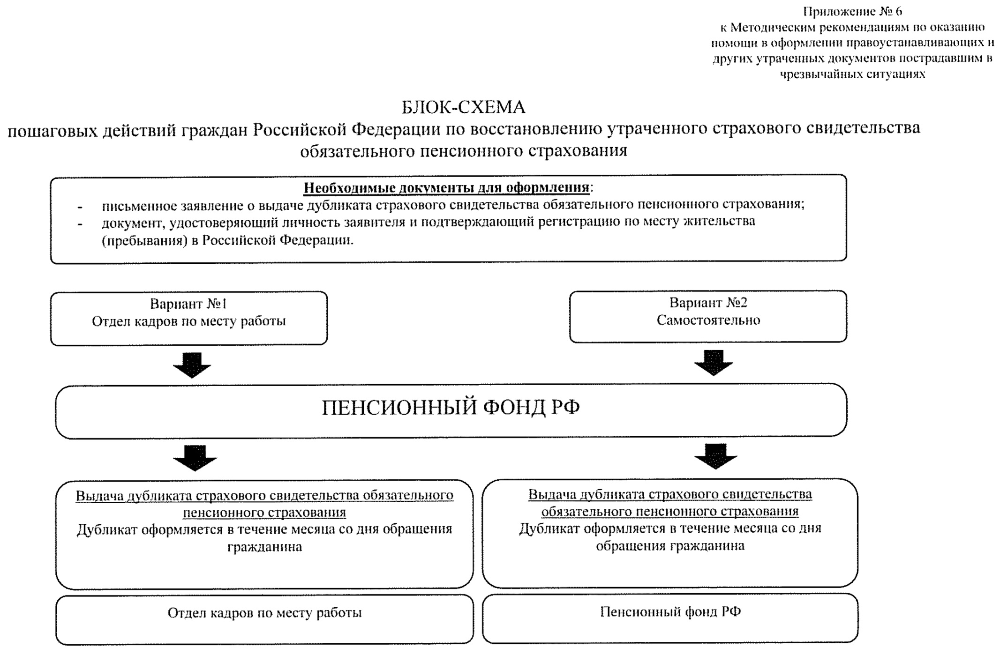 Приложение № 6
к Методическим рекомендациям по оказанию
помощи в оформлении правоустанавливающих и
других утраченных документов пострадавшим в
чрезвычайных ситуациях
БЛОК-СХЕМА
пошаговых действий граждан Российской Федерации по восстановлению утраченного страхового свидетельства
обязательного пенсионного страхования
Необходимые документы для оформления:
- письменное заявление о выдаче дубликата страхового свидетельства обязательного пенсионного страхования;
- документ, удостоверяющий личность заявителя и подтверждающий регистрацию по месту жительства
(пребывания) в Российской Федерации.
Вариант №1
Отдел кадров по месту работы
Вариант №2
Самостоятельно
ПЕНСИОННЫЙ ФОНД РФ
Выдача дубликата страхового свидетельства обязательного
пенсионного страхования
Дубликат оформляется в течение месяца со дня обращения
гражданина
Выдача дубликата страхового свидетельства
обязательного пенсионного страхования
Дубликат оформляется в течение месяца со дня
обращения гражданина
Отдел кадров по месту работы
Пенсионный фонд РФ